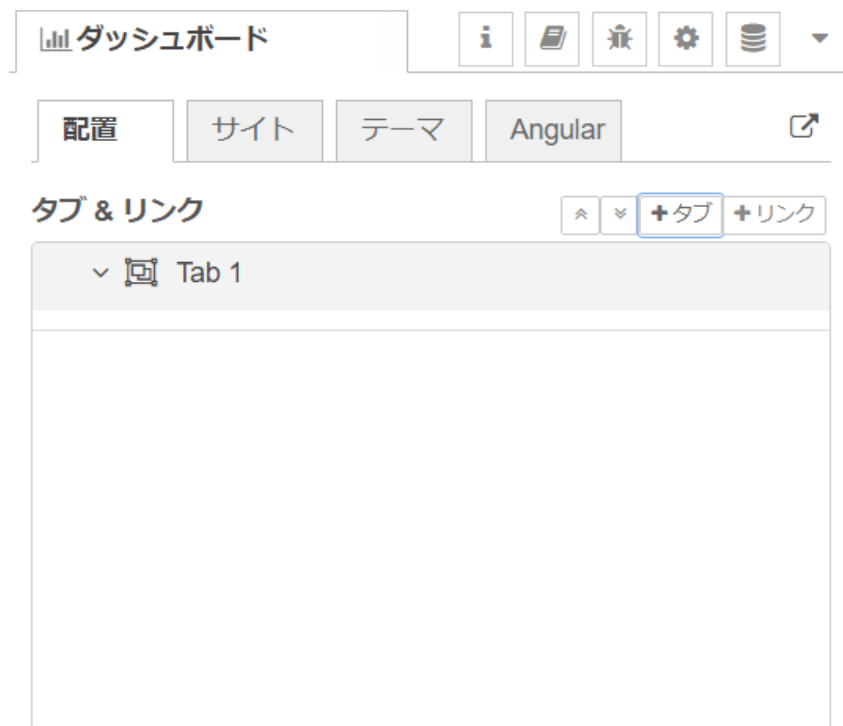 ダッシュボード
配置 サイト テーマ Angular
タブ & リンク +タブ +リンク
Tab 1